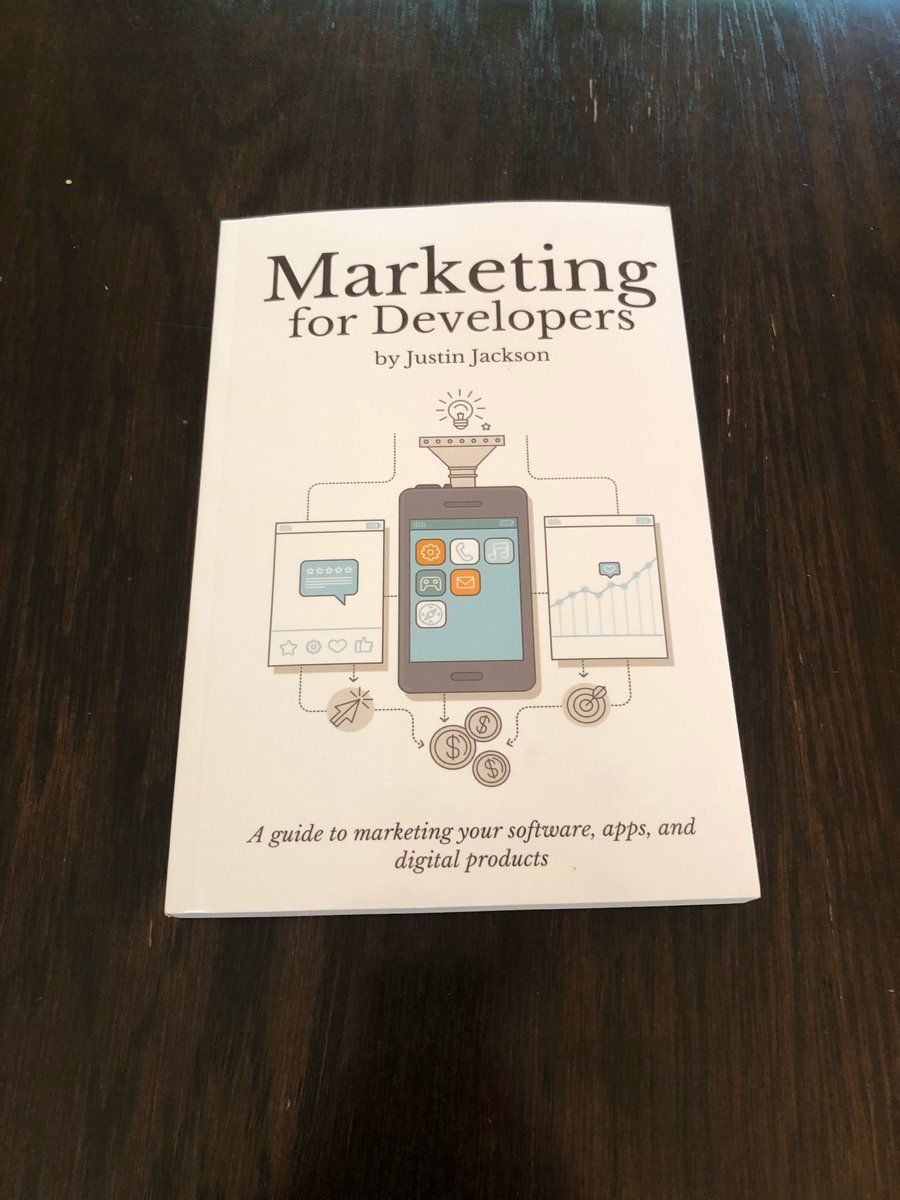 Marketing
for Developers
by Justin Jackson
$
$
$
A guide to marketing your software, apps, and
digital products